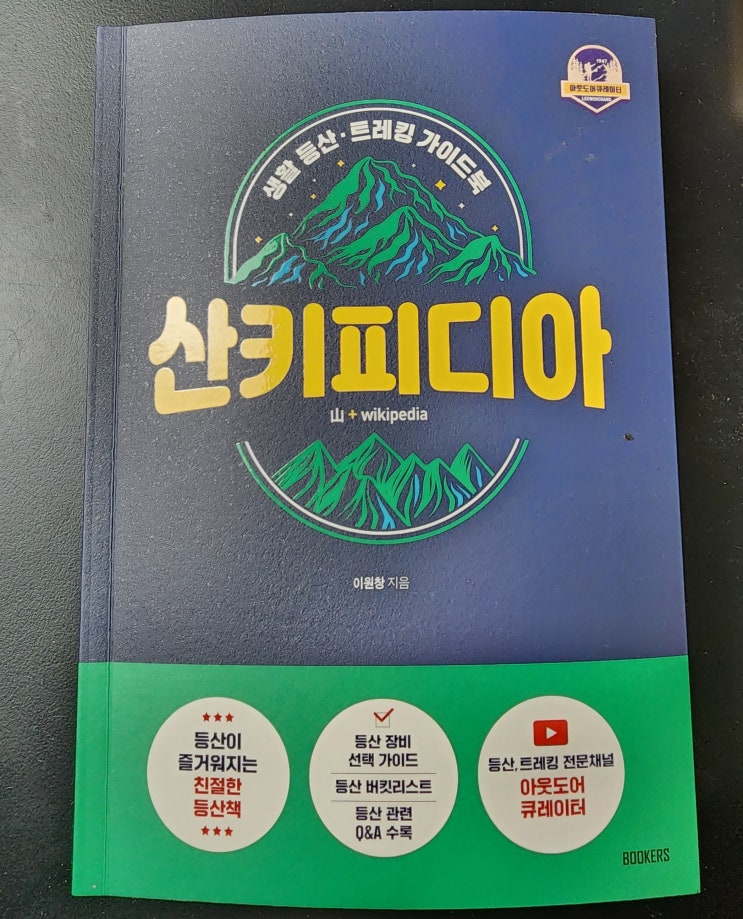 1947
아웃도어큐레이터
LEEWONCHANG
생활 등산·트레킹 가이드북
산키피디아
山 + wikipedia
이원창 지음
등산이
즐거워지는
친절한
등산책
등산 장비
선택 가이드
등산 버킷리스트
등산 관련
Q&A 수록
등산, 트레킹 전문채널
아웃도어
큐레이터
BOOKERS